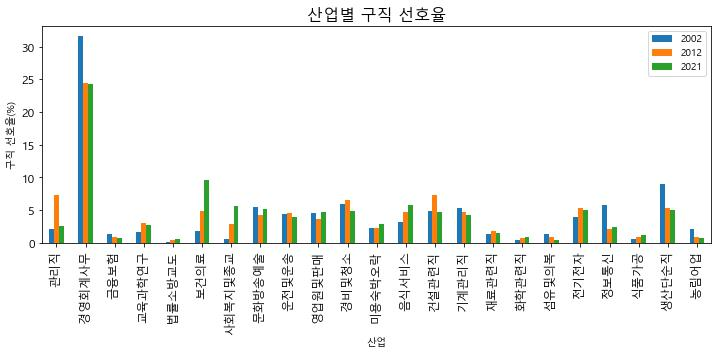 산업별 구직 선호율
2002
2012
2021
구직 선호율(%)
30
25
20
15
10
5
0
관리직
경영회계사무
금융보험
교육과학연구
법률소방교도
보건의료
사회복지및종교
문화방송예술
운전및운송
영업원및판매
경비및청소
미용숙박오락
음식서비스
건설관련직
기계관리직
재료관련직
화학관련직
섬유및의복
전기전자
정보통신
식품가공
생산단순직
농림어업
산업